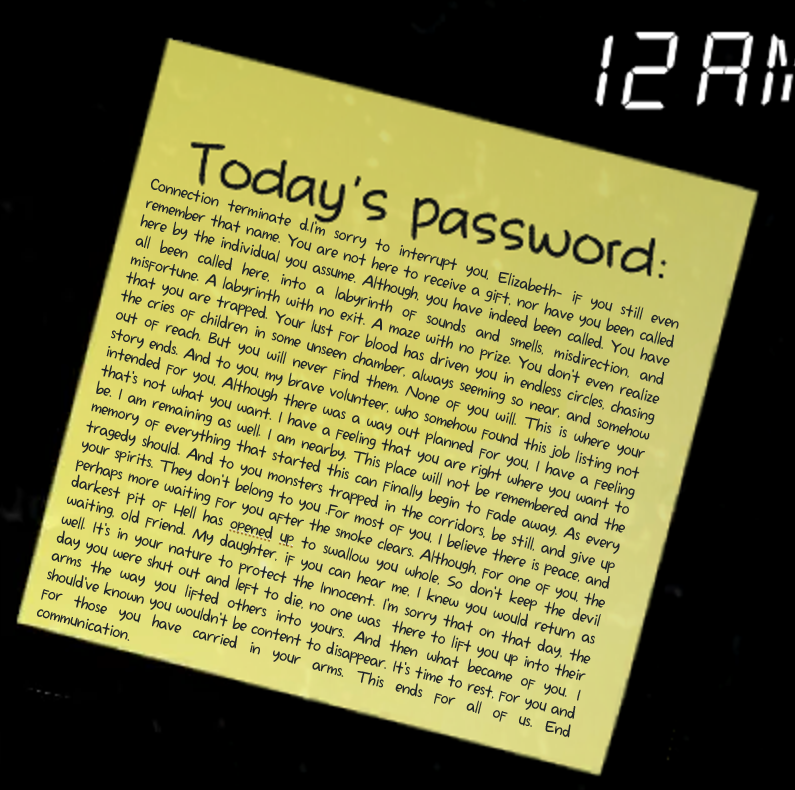 12 AM
Today's password:
Connection terminate d.I'm sorry to interrupt you, Elizabeth- if you still even
remember that name. You are not here to receive a gift, nor have you been called
here by the individual you assume. Although, you have indeed been called. You have
all been called here, into a labyrinth of sounds and smells, misdirection, and
misfortune. A labyrinth with no exit. A maze with no prize. You don't even realize
that you are trapped. Your lust for blood has driven you in endless circles, chasing
the cries of children in some unseen chamber, always seeming so near, and somehow
out of reach. But you will never find them. None of you will. This is where your
story ends. And to you, my brave volunteer, who somehow found this job listing not
intended for you. Although there was a way out planned for you, I have a feeling
that's not what you want. I have a feeling that you are right where you want to
be. I am remaining as well. I am nearby. This place will not be remembered and the
memory of everything that started this can finally begin to fade away. As every
tragedy should. And to you monsters trapped in the corridors, be still, and give up
your spirits. They don't belong to you .For most of you, I believe there is peace, and
perhaps more waiting for you after the smoke clears. Although, for one of you, the
darkest pit of Hell has opened up to swallow you whole. So don't keep the devil
waiting, old friend. My daughter, if you can hear me, I knew you would return as
well. It's in your nature to protect the Innocent. I'm sorry that on that day, the
day you were shut out and left to die, no one was there to lift you up into their
arms the way you lifted others into yours. And then what became of you. I
should've known you wouldn't be content to disappear. It's time to rest. For you and
for those you have carried in your arms. This ends for all of us. End
communication.